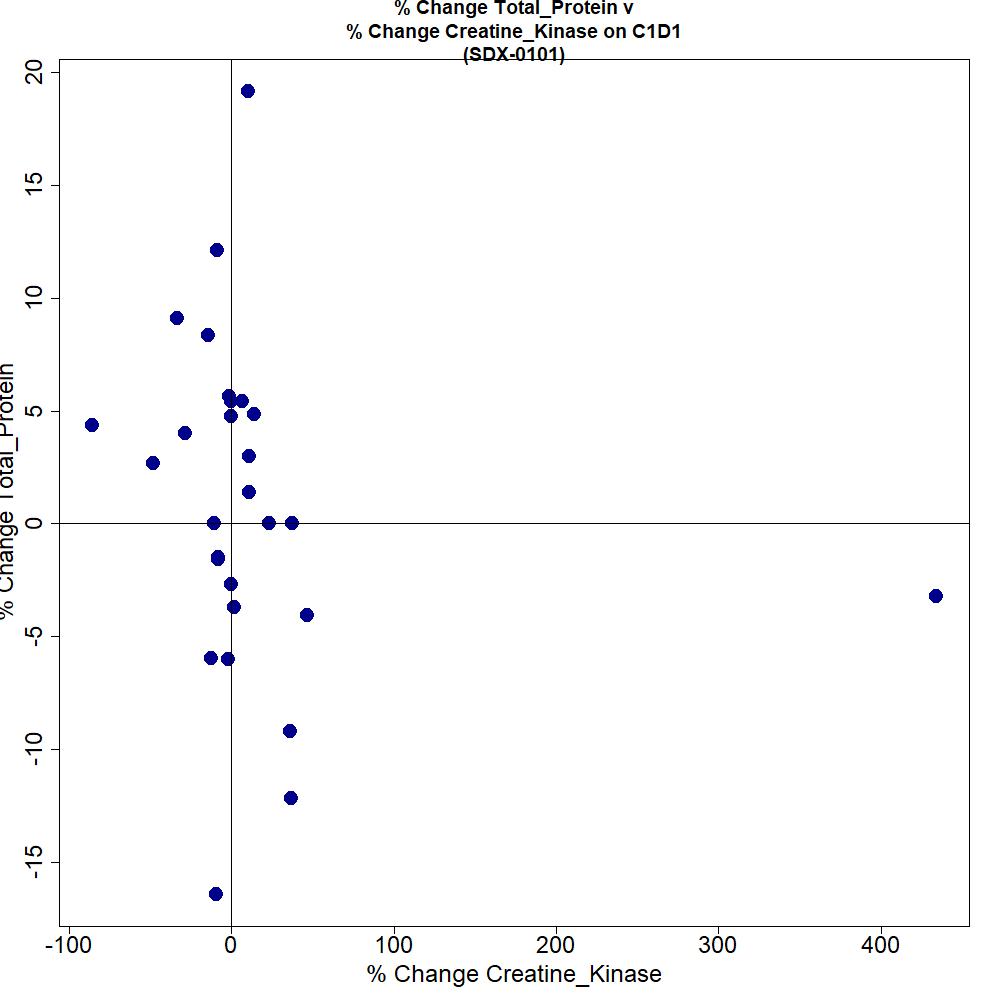 % Change Total_Protein v
% Change Creatine_Kinase on C1D1
(SDX-0101)
% Change Total_Protein
20
15
10
5
0
-5
-10
-15
-100
0
100
200
300
400
% Change Creatine_Kinase